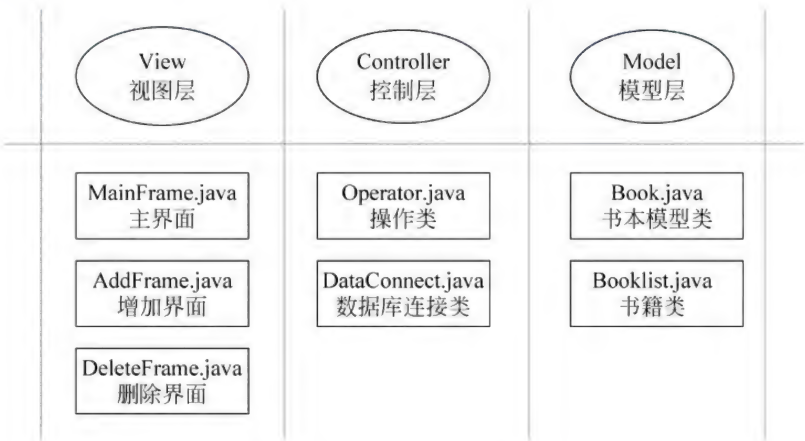 View
视图层
Controller
控制层
Model
模型层
MainFrame.java
主界面
Operator.java
操作类
Book.java
书本模型类
AddFrame.java
增加界面
DataConnect.java
数据库连接类
Booklist.java
书籍类
DeleteFrame.java
删除界面